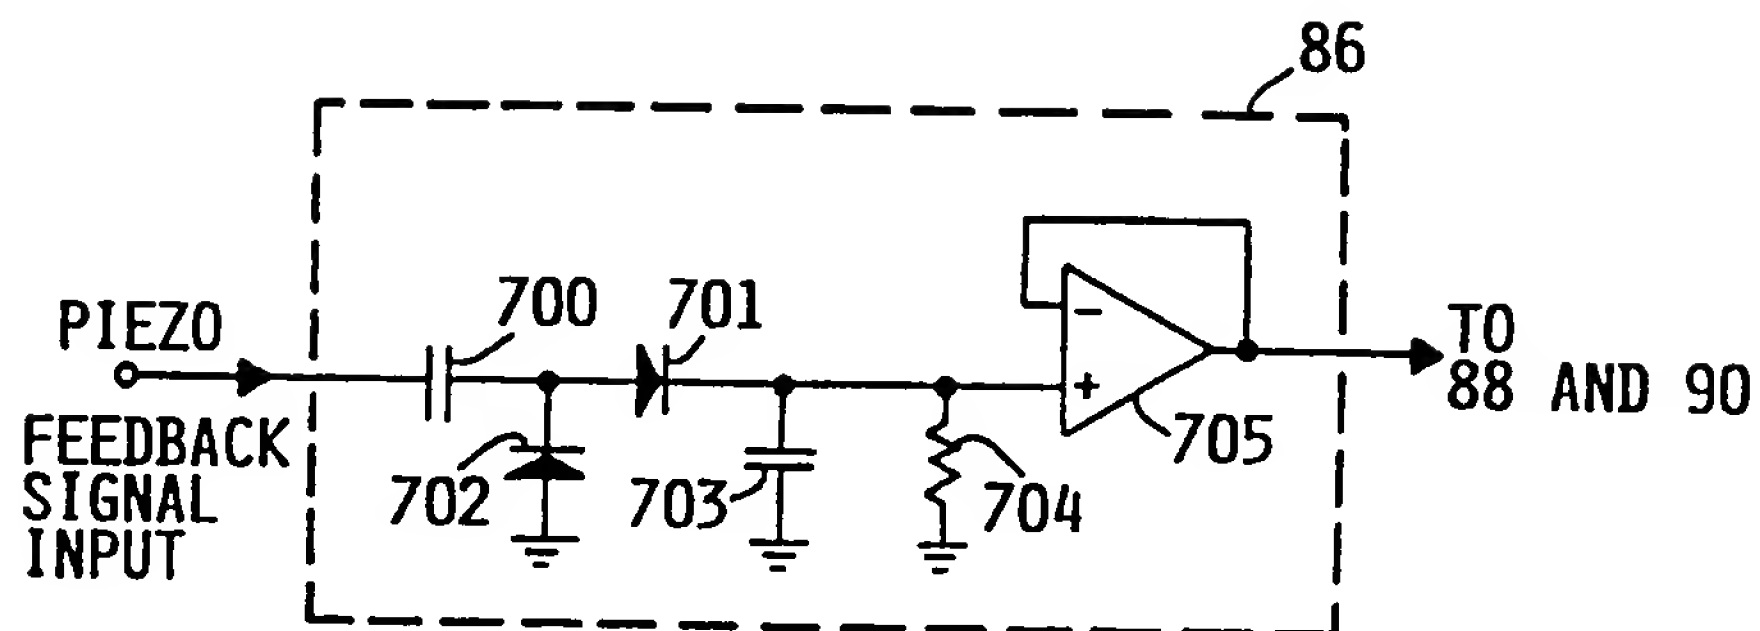 86
PIEZO
FEEDBACK
SIGNAL
INPUT
700
701
702
703
704
-
+
705
TO
88 AND 90